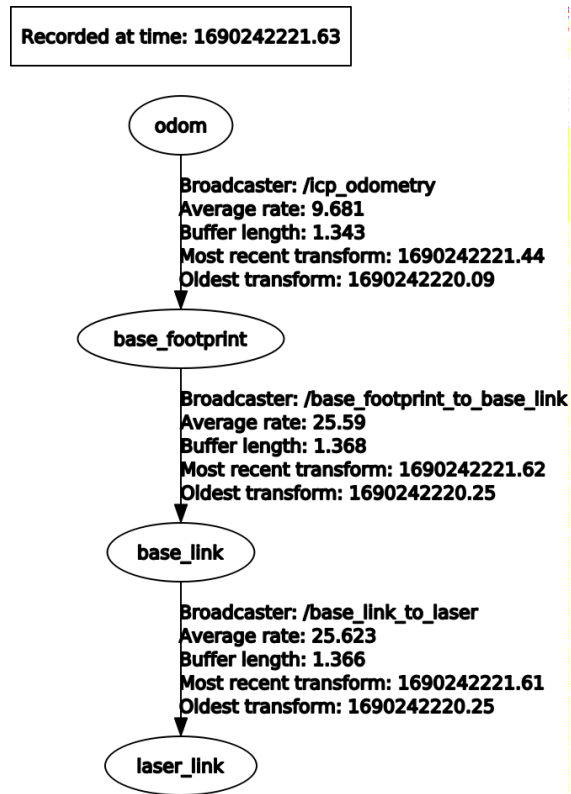 Recorded at time: 1690242221.63
odom
Broadcaster: /icp_odometry
Average rate: 9.681
Buffer length: 1.343
Most recent transform: 1690242221.44
Oldest transform: 1690242220.09
base_footprint
Broadcaster: /base_footprint_to_base_link
Average rate: 25.59
Buffer length: 1.368
Most recent transform: 1690242221.62
Oldest transform: 1690242220.25
base_link
Broadcaster: /base_link_to_laser
Average rate: 25.623
Buffer length: 1.366
Most recent transform: 1690242221.61
Oldest transform: 1690242220.25
laser_link